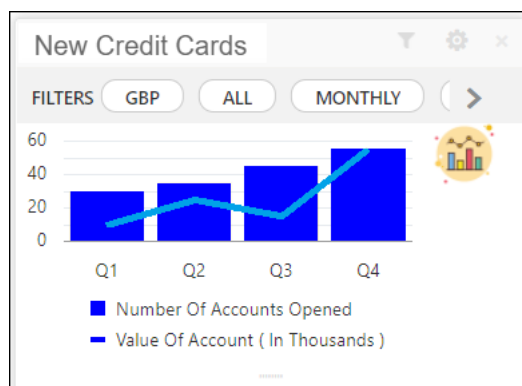 New Credit Cards
FILTERS GBP ALL MONTHLY
60
40
20
0
Q1 Q2 Q3 Q4
Number Of Accounts Opened
Value Of Account ( In Thousands )